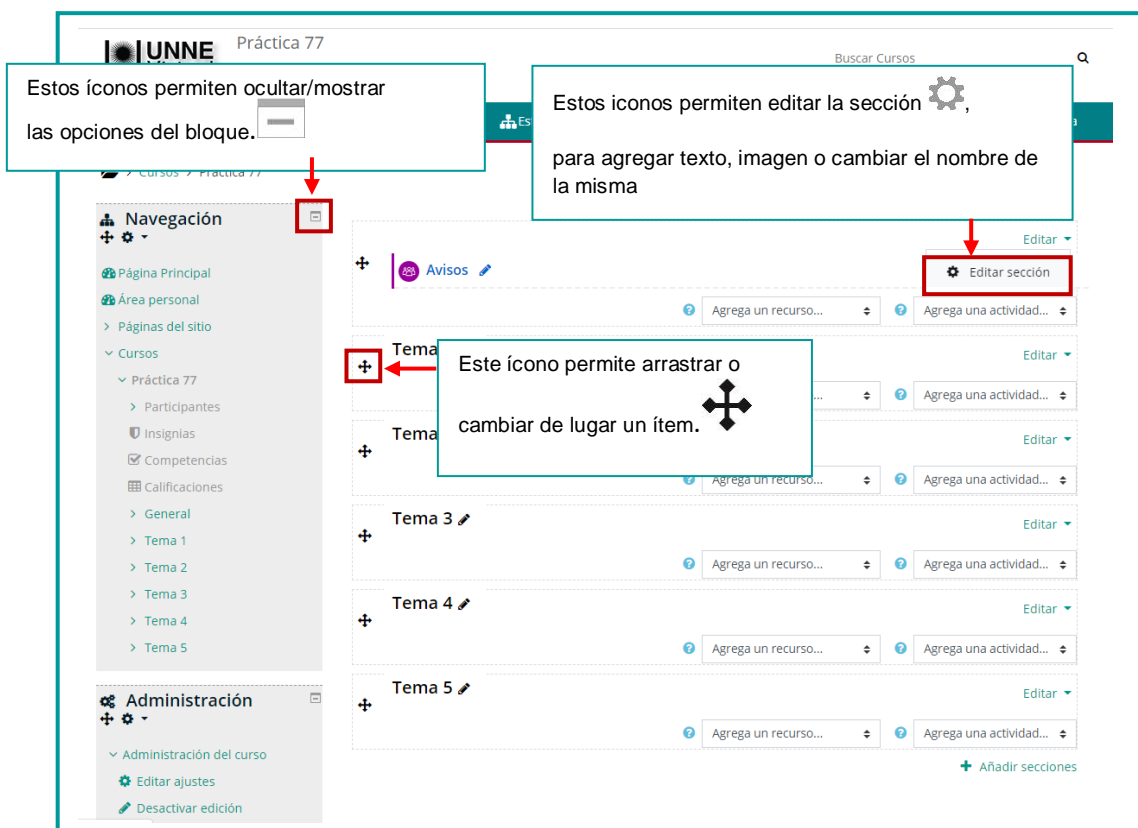 UNNE
Práctica 77
Buscar Cursos
Estos íconos permiten ocultar/mostrar
las opciones del bloque.
Estos iconos permiten editar la sección ,
para agregar texto, imagen o cambiar el nombre de
la misma
Es
a
> Cursos > Práctica 77
Navegación
Página Principal
Área personal
> Páginas del sitio
Cursos
Práctica 77
> Participantes
Insignias
Competencias
Calificaciones
> General
> Tema 1
> Tema 2
> Tema 3
> Tema 4
> Tema 5
Administración
Administración del curso
Editar ajustes
Desactivar edición
Editar
Avisos
Editar sección
Agrega un recurso... Agrega una actividad...
Tema
Editar
Este ícono permite arrastrar o
cambiar de lugar un ítem.
... Agrega una actividad...
Tema
Editar
Agrega un recurso... Agrega una actividad...
Tema 3
Editar
Agrega un recurso... Agrega una actividad...
Tema 4
Editar
Agrega un recurso... Agrega una actividad...
Tema 5
Editar
Agrega un recurso... Agrega una actividad...
+ Añadir secciones